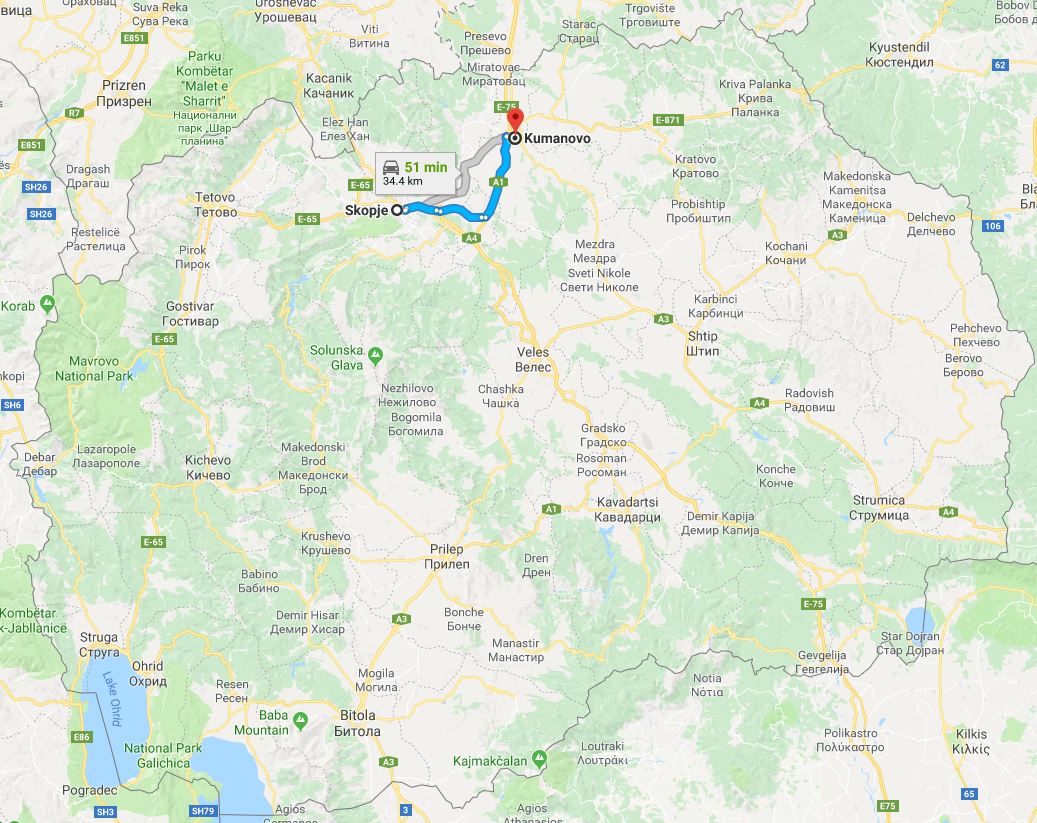 Suva Reka
Сува Река
Uroševac
Урошевац
Viti
Витина
Trgovište
Трговиште
Starac
Старац
Presevo
Прешево
Miratovac
Миратовац
Kyustendil
Кюстендил
62
E851
Parku
Kombëtar
"Malet e
Sharrit"
Национални
парк "Шар-
планина"
Prizren
Призрен
R7
Kacanik
Качаник
Elez Han
Елез Хан
E-75
Kumanovo
E-871
Kriva Palanka
Крива
Паланка
E851
Dragash
Драгаш
SH26
SH26
51 min
34.4 km
E-65
A1
Kratovo
Кратово
Makedonska
Kamenitsa
Македонска
Каменица
Tetovo
Тетово
E-65
Skopje
Probishtip
Пробиштип
Delchevo
Делчево
106
Restelicë
Растелица
Pirok
Пирок
A4
Mezdra
Мездра
Sveti Nikole
Свети Николе
Kochani
Кочани
A3
Korab
Gostivar
Гостивар
Karbinci
Карбинци
A3
Shtip
Штип
Pehchevo
Пехчево
Berovo
Берово
E-65
Mavrovo
National Park
Solunska
Glava
Veles
Велес
Nezhilovo
Нежилово
Bogomila
Богомила
Chashka
Чашка
Radovish
Радовиш
A4
SH6
Gradsko
Градско
Rosoman
Росоман
Debar
Дебар
Lazaropole
Лазарополе
Kichevo
Кичево
Makedonski
Brod
Македонски
Брод
Konche
Конче
Kavadartsi
Кавадарци
A1
Strumica
Струмица
A4
Demir Kapija
Демир Капија
E-65
Krushevo
Крушево
Prilep
Прилеп
Dren
Дрен
Babino
Бабино
E-75
Kombëtar
k-Jabllanicë
Demir Hisar
Демир Хисар
A3
Bonche
Бонче
Struga
Струга
Manastir
Манастир
Star Dojran
Стар Дојран
Gevgelija
Гевгелија
Ohrid
Охрид
Lake Ohrid
Resen
Ресен
Mogila
Могила
Notia
Νότια
Baba
Mountain
Bitola
Битола
E86
National Park
Galichica
A3
Kajmakčalan
Loutraki
Λουτράκι
Polikastro
Πολύκαστρο
Kilkis
Κιλκίς
Pogradec
SH3
SH79
Agios
3
Agios
E75
65